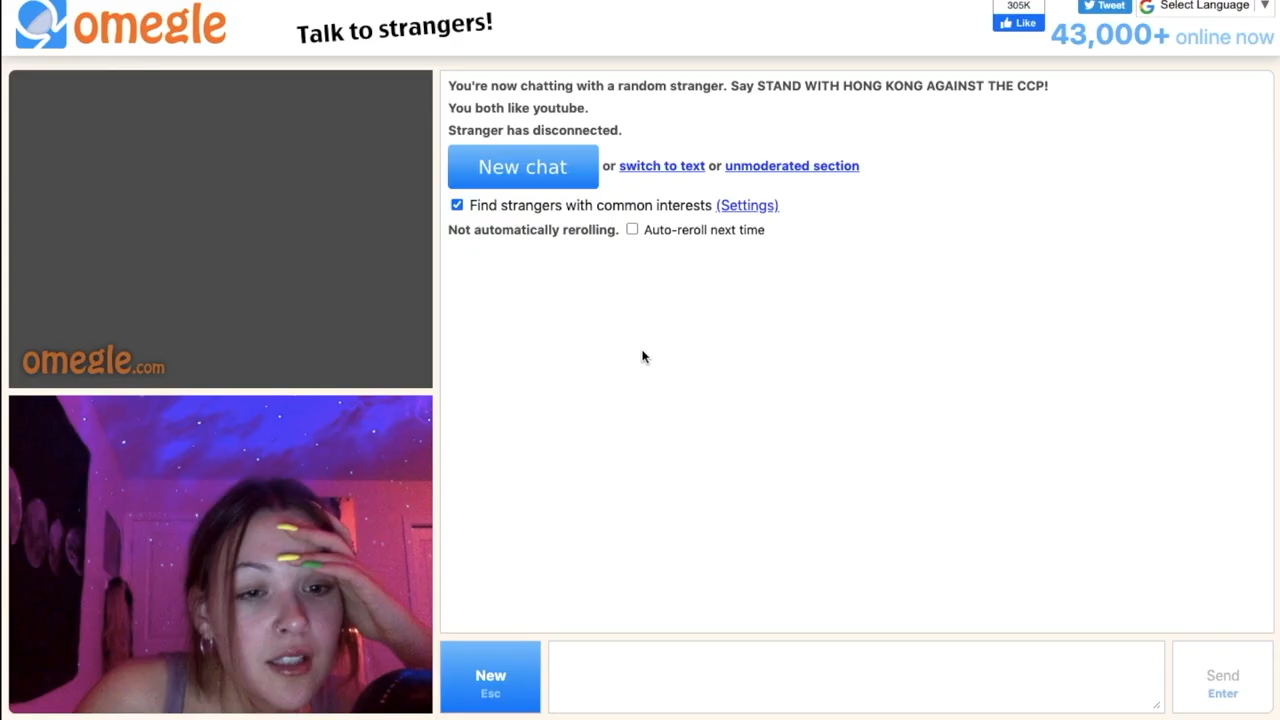 omegle
Talk to strangers!
305K
Like
Tweet
Select Language
43,000+ online now
You're now chatting with a random stranger. Say STAND WITH HONG KONG AGAINST THE CCP!
You both like youtube.
Stranger has disconnected.
New chat or switch to text or unmoderated section
Find strangers with common interests (Settings)
Not automatically rerolling. Auto-reroll next time
omegle.com
New
Esc
Send
Enter